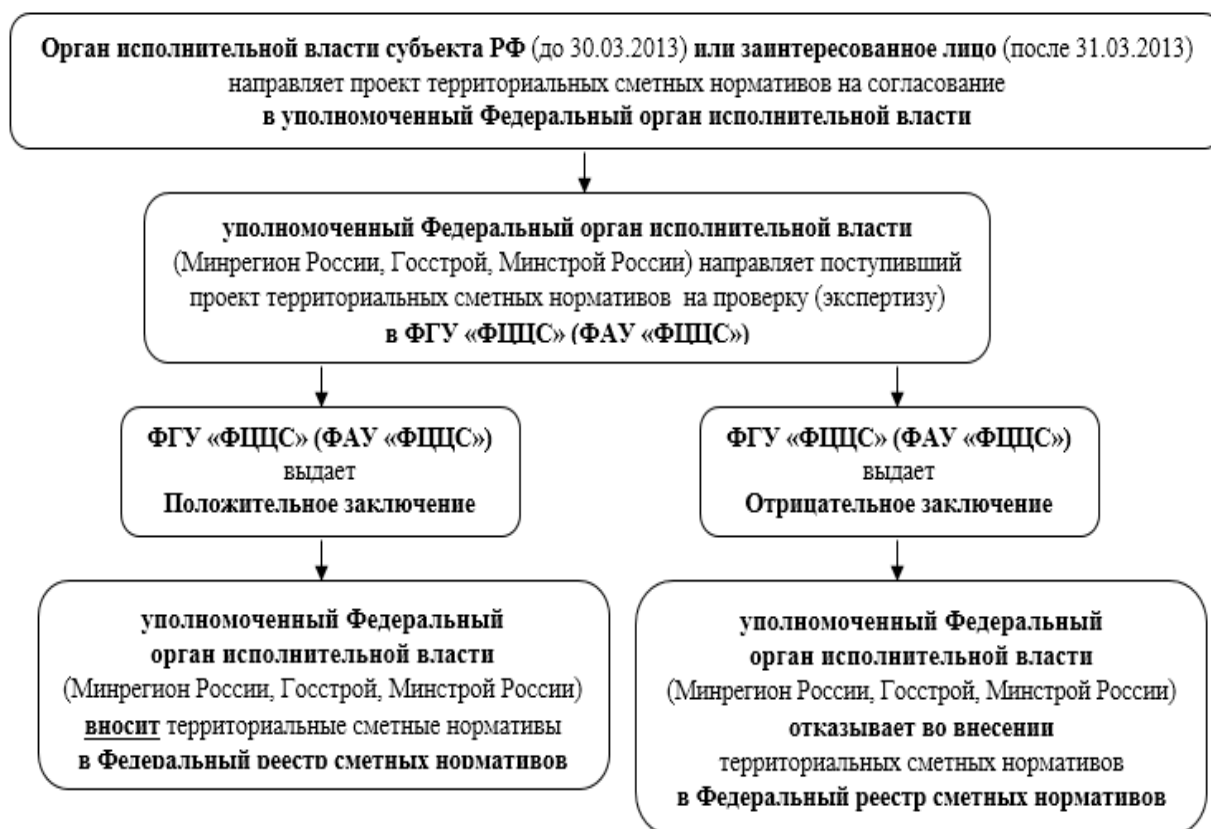 Орган исполнительной власти субъекта РФ (до 30.03.2013) или заинтересованное лицо (после 31.03.2013)
направляет проект территориальных сметных нормативов на согласование
в уполномоченный Федеральный орган исполнительной власти
уполномоченный Федеральный орган исполнительной власти
(Минрегион России, Госстрой, Минстрой России) направляет поступивший
проект территориальных сметных нормативов на проверку (экспертизу)
в ФГУ «ФЦЦС» (ФАУ «ФЦЦС»)
ФГУ «ФЦЦС» (ФАУ «ФЦЦС»)
выдает
Положительное заключение
ФГУ «ФЦЦС» (ФАУ «ФЦЦС»)
выдает
Отрицательное заключение
уполномоченный Федеральный
орган исполнительной власти
(Минрегион России, Госстрой, Минстрой России)
вносит территориальные сметные нормативы
в Федеральный реестр сметных нормативов
уполномоченный Федеральный
орган исполнительной власти
(Минрегион России, Госстрой, Минстрой России)
отказывает во внесении
территориальных сметных нормативов
в Федеральный реестр сметных нормативов